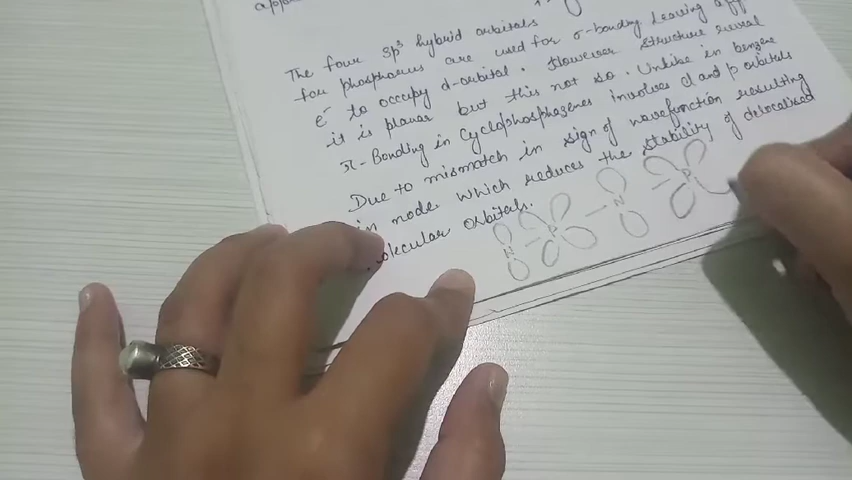 The four sp³ hybrid orbitals
for phosphorus are used for σ-bonding leaving
e⁻ to occupy d-orbital. However structure reveal
it is planar but this not so. Unlike in benzene
π-Bonding in Cyclophosphazenes involves d and p orbitals
Due to mismatch in sign of wavefunction resulting
in node which reduces the stability of delocalised
molecular orbitals.
N P N P